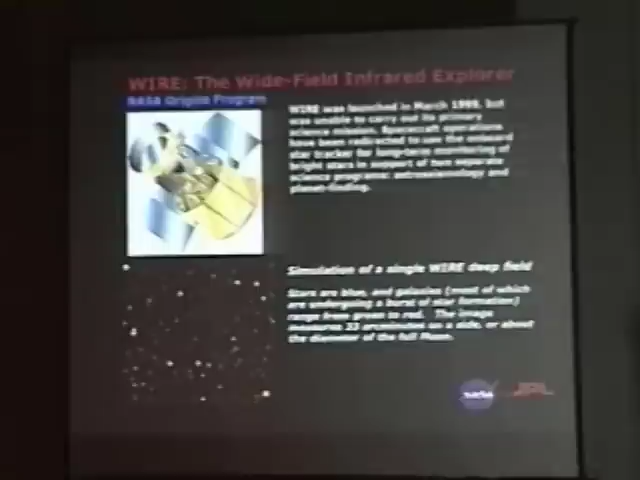 WIRE: The Wide-Field Infrared Explorer
NASA Origins Program
WIRE was launched in March 1999, but
was unable to carry out its primary
science mission. Spacecraft operations
have been redirected to use the onboard
star tracker for long-term monitoring of
bright stars in support of two separate
science programs: astroseismology and
planet-finding.
Simulation of a single WIRE deep field
Stars are blue, and galaxies (most of which
are undergoing a burst of star formation)
range from green to red. The image
measures 33 arcminutes on a side, or about
the diameter of the full Moon.
NASA